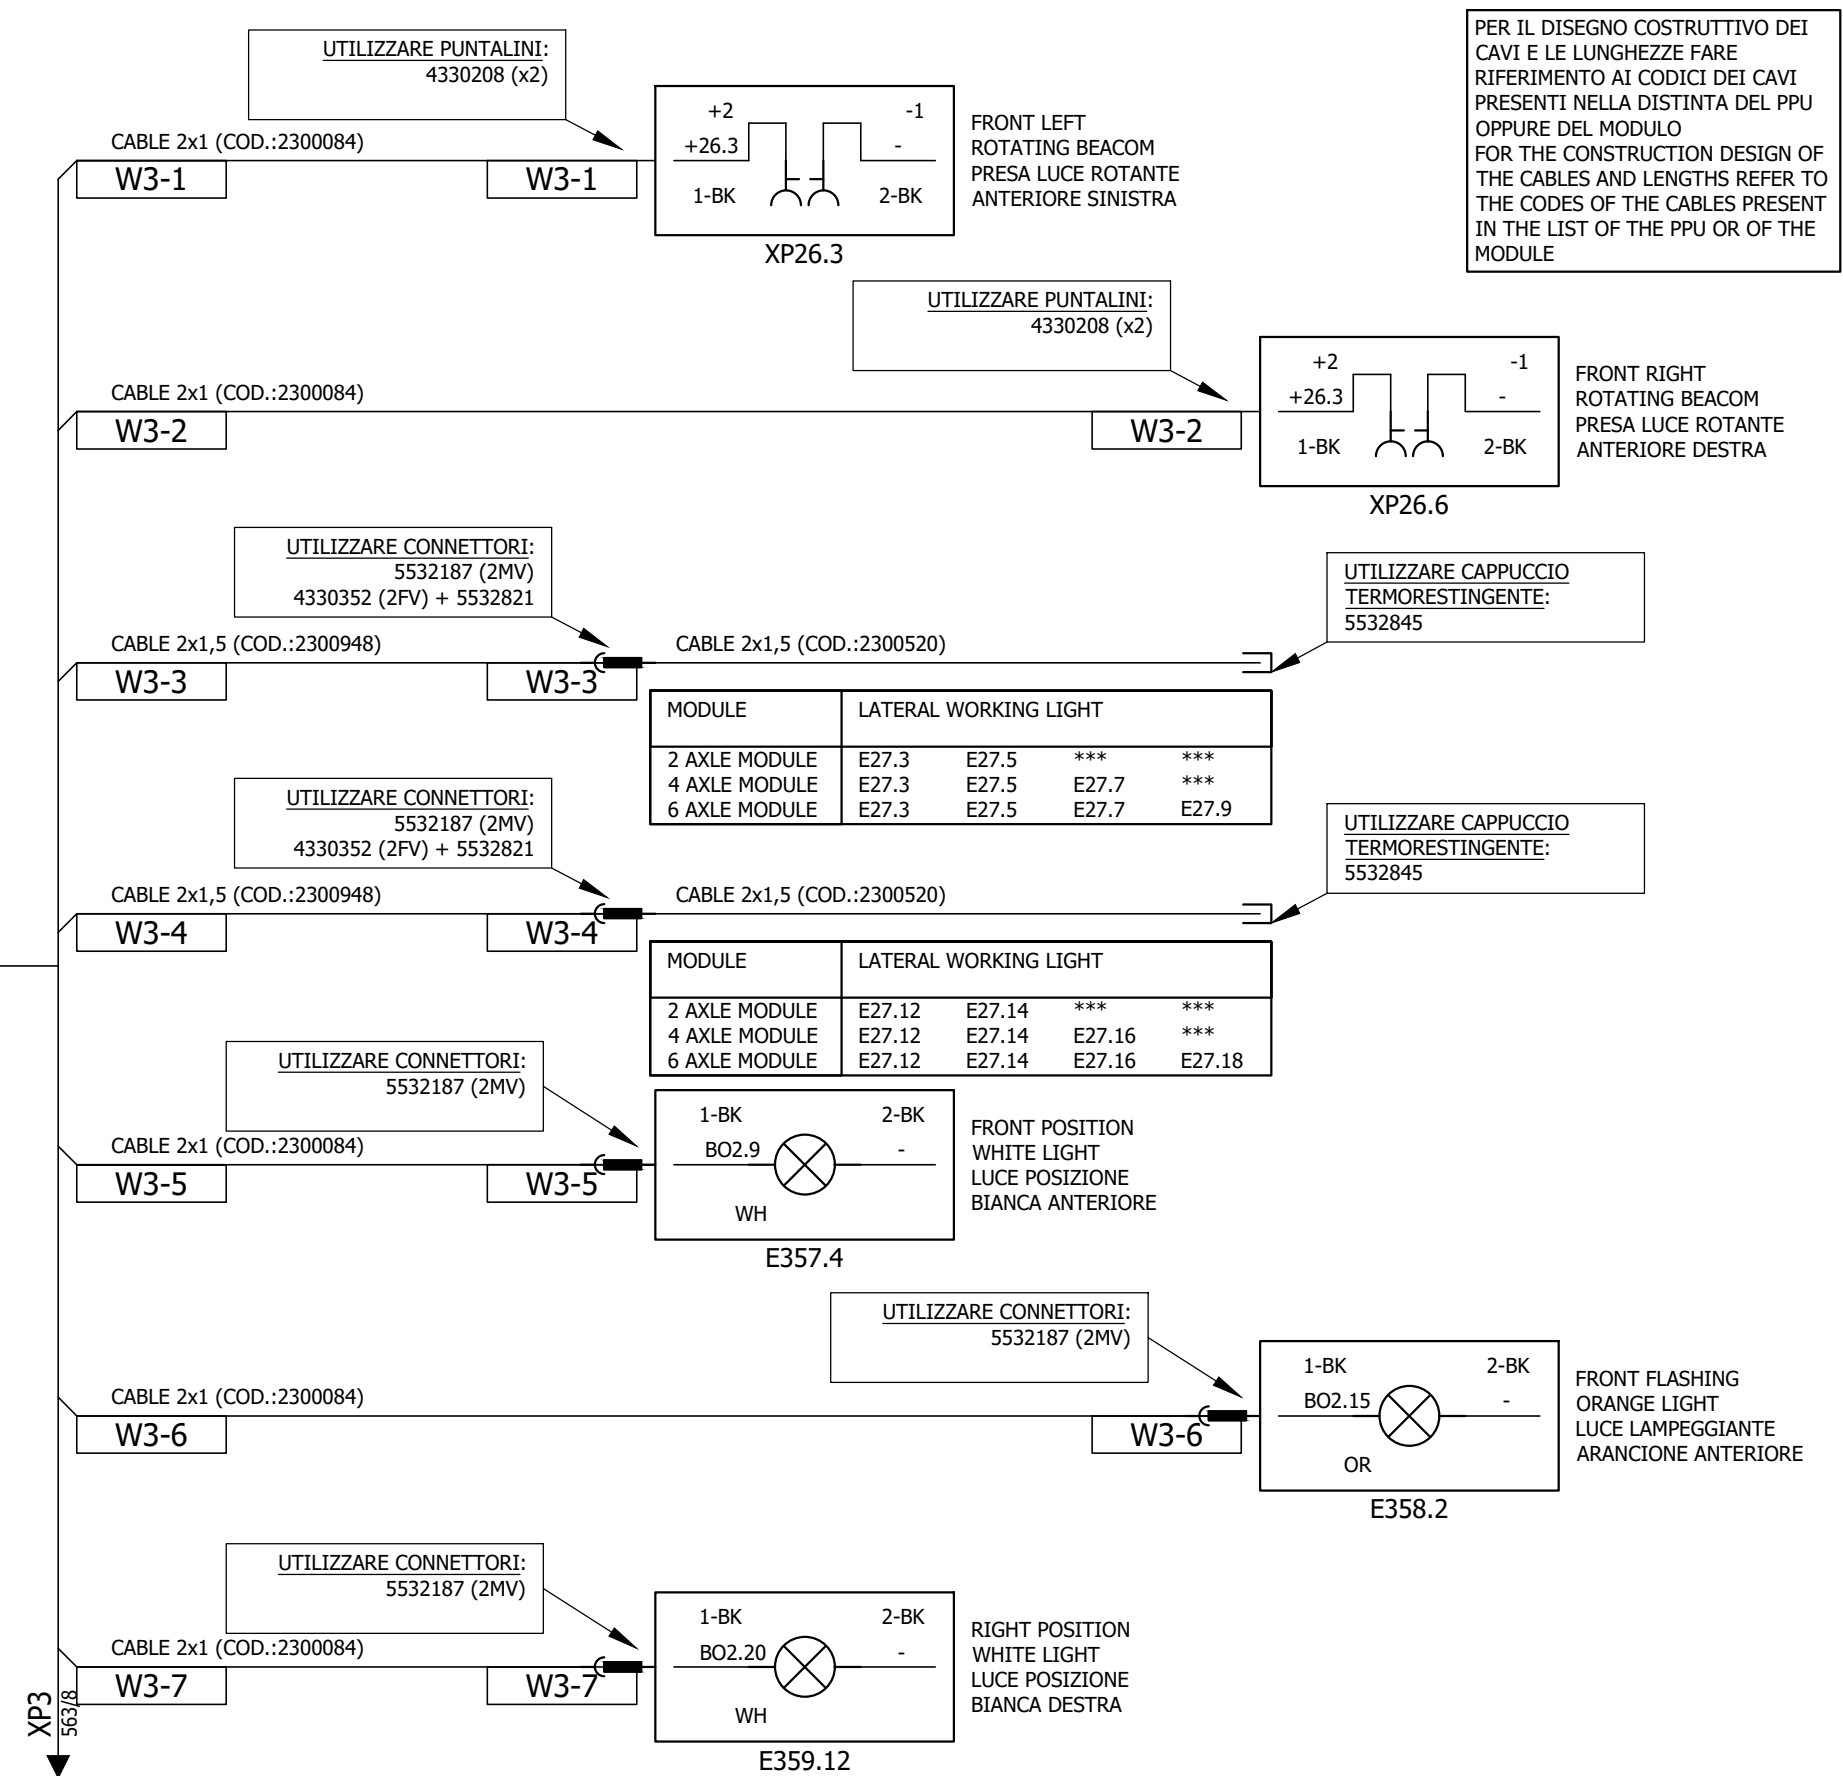 UTILIZZARE PUNTALINI:
4330208 (x2)
CABLE 2x1 (COD.:2300084)
W3-1
W3-1
+2
-1
+26.3
-
1-BK
2-BK
XP26.3
FRONT LEFT
ROTATING BEACOM
PRESA LUCE ROTANTE
ANTERIORE SINISTRA
PER IL DISEGNO COSTRUTTIVO DEI
CAVI E LE LUNGHEZZE FARE
RIFERIMENTO AI CODICI DEI CAVI
PRESENTI NELLA DISTINTA DEL PPU
OPPURE DEL MODULO
FOR THE CONSTRUCTION DESIGN OF
THE CABLES AND LENGTHS REFER TO
THE CODES OF THE CABLES PRESENT
IN THE LIST OF THE PPU OR OF THE
MODULE
UTILIZZARE PUNTALINI:
4330208 (x2)
CABLE 2x1 (COD.:2300084)
W3-2
W3-2
+2
-1
+26.3
-
1-BK
2-BK
XP26.6
FRONT RIGHT
ROTATING BEACOM
PRESA LUCE ROTANTE
ANTERIORE DESTRA
UTILIZZARE CONNETTORI:
5532187 (2MV)
4330352 (2FV) + 5532821
CABLE 2x1,5 (COD.:2300948)
W3-3
W3-3
CABLE 2x1,5 (COD.:2300520)
UTILIZZARE CAPPUCCIO
TERMORESTINGENTE:
5532845
MODULE LATERAL WORKING LIGHT
2 AXLE MODULE E27.3 E27.5 *** ***
4 AXLE MODULE E27.3 E27.5 E27.7 ***
6 AXLE MODULE E27.3 E27.5 E27.7 E27.9
UTILIZZARE CONNETTORI:
5532187 (2MV)
4330352 (2FV) + 5532821
CABLE 2x1,5 (COD.:2300948)
W3-4
W3-4
CABLE 2x1,5 (COD.:2300520)
UTILIZZARE CAPPUCCIO
TERMORESTINGENTE:
5532845
MODULE LATERAL WORKING LIGHT
2 AXLE MODULE E27.12 E27.14 *** ***
4 AXLE MODULE E27.12 E27.14 E27.16 ***
6 AXLE MODULE E27.12 E27.14 E27.16 E27.18
UTILIZZARE CONNETTORI:
5532187 (2MV)
CABLE 2x1 (COD.:2300084)
W3-5
W3-5
1-BK
2-BK
BO2.9
-
WH
E357.4
FRONT POSITION
WHITE LIGHT
LUCE POSIZIONE
BIANCA ANTERIORE
UTILIZZARE CONNETTORI:
5532187 (2MV)
CABLE 2x1 (COD.:2300084)
W3-6
W3-6
1-BK
2-BK
BO2.15
-
OR
E358.2
FRONT FLASHING
ORANGE LIGHT
LUCE LAMPEGGIANTE
ARANCIONE ANTERIORE
UTILIZZARE CONNETTORI:
5532187 (2MV)
CABLE 2x1 (COD.:2300084)
W3-7
W3-7
1-BK
2-BK
BO2.20
-
WH
E359.12
RIGHT POSITION
WHITE LIGHT
LUCE POSIZIONE
BIANCA DESTRA
XP3
563/8